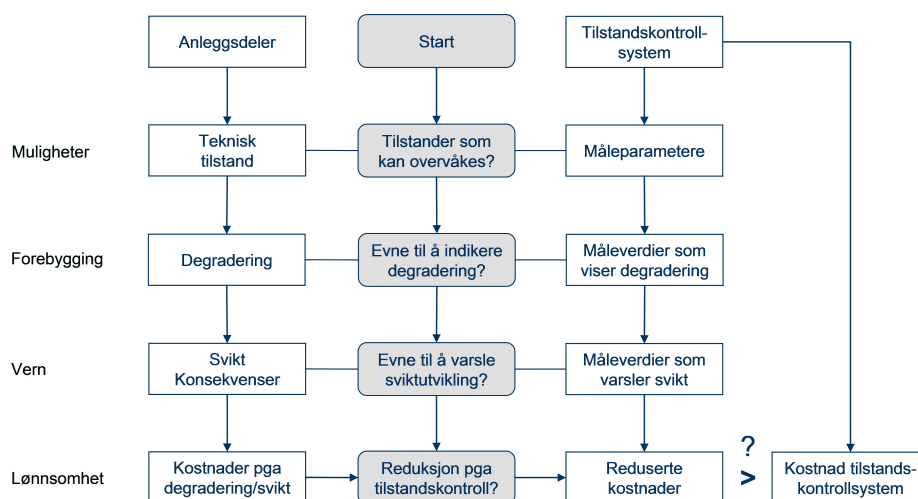 Anleggsdeler
Start
Tilstandskontroll-
system
Muligheter
Teknisk
tilstand
Tilstander som
kan overvåkes?
Måleparametere
Forebygging
Degradering
Evne til å indikere
degradering?
Måleverdier som
viser degradering
Vern
Svikt
Konsekvenser
Evne til å varsle
sviktutvikling?
Måleverdier som
varsler svikt
Lønnsomhet
Kostnader pga
degradering/svikt
Reduksjon pga
tilstandskontroll?
Reduserte
kostnader
?
>
Kostnad tilstands-
kontrollsystem